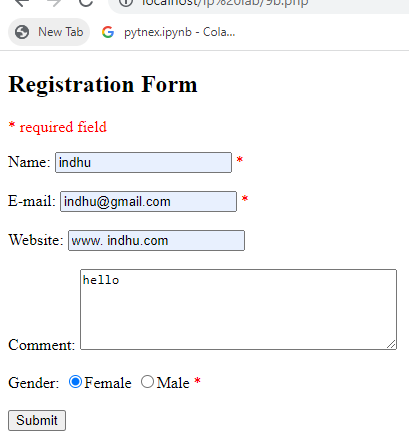 localhost/ip%20lab/9b.php
New Tab
pytnex.ipynb - Cola...
Registration Form
* required field
Name: indhu *
E-mail: indhu@gmail.com *
Website: www. indhu.com
hello
Comment:
Gender: Female Male *
Submit